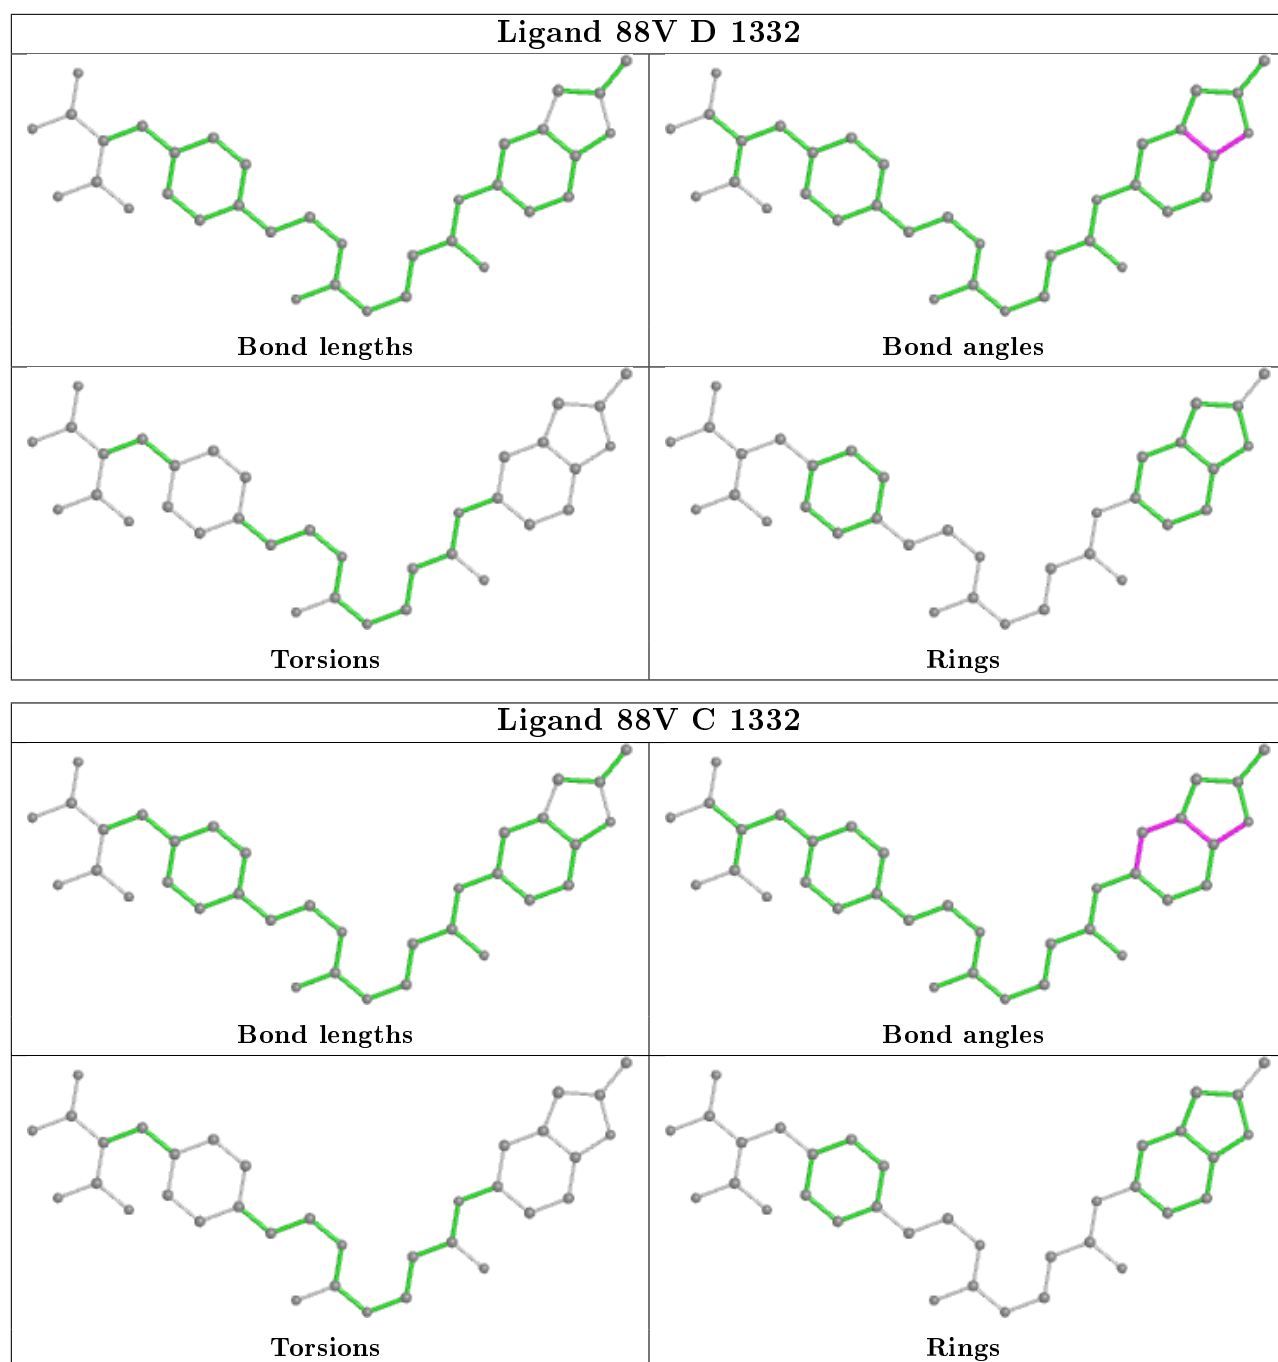 Ligand 88V D 1332
Bond lengths
Bond angles
Torsions
Rings
Ligand 88V C 1332
Bond lengths
Bond angles
Torsions
Rings